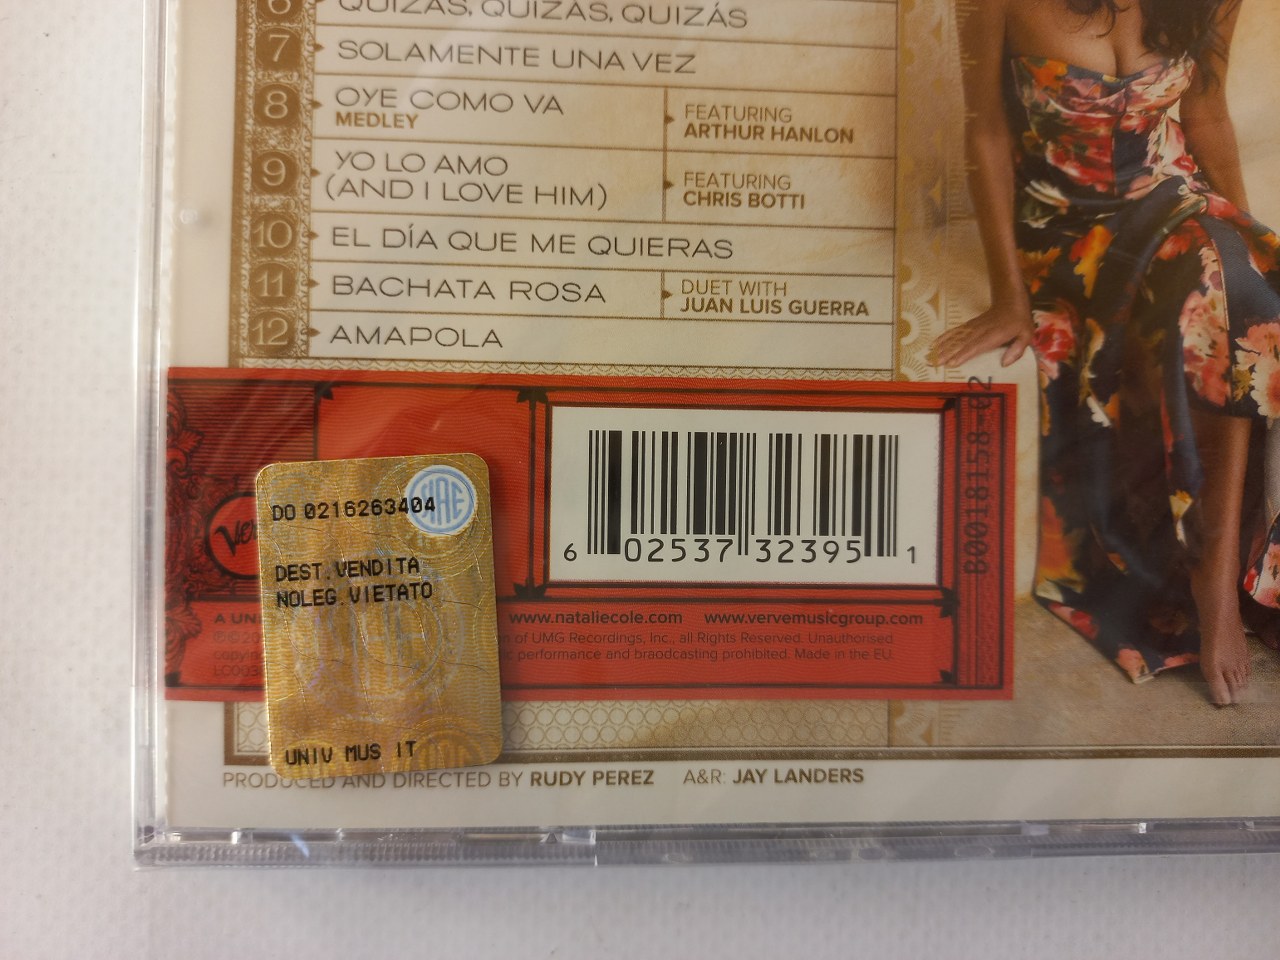 6 QUIZÁS, QUIZÁS, QUIZÁS
7 SOLAMENTE UNA VEZ
8 OYE COMO VA
MEDLEY
FEATURING
ARTHUR HANLON
9 YO LO AMO
(AND I LOVE HIM)
FEATURING
CHRIS BOTTI
10 EL DÍA QUE ME QUIERAS
11 BACHATA ROSA
DUET WITH
JUAN LUIS GUERRA
12 AMAPOLA
B0018158-02
SIAE
DO 0216263404
DEST.VENDITA
NOLEG.VIETATO
UNIV MUS IT
6 02537 32395 1
www.nataliecole.com www.vervemusicgroup.com
of UMG Recordings, Inc., all Rights Reserved. Unauthorised
performance and braodcasting prohibited. Made in the EU.
PRODUCED AND DIRECTED BY RUDY PEREZ A&R: JAY LANDERS